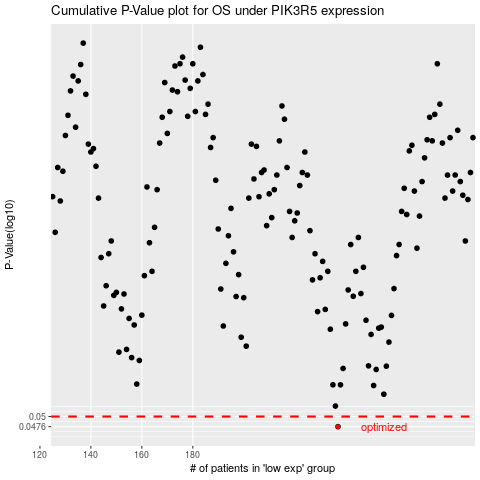 Cumulative P-Value plot for OS under PIK3R5 expression
P-Value(log10)
0.05
0.0476
optimized
120 140 160 180
# of patients in 'low exp' group